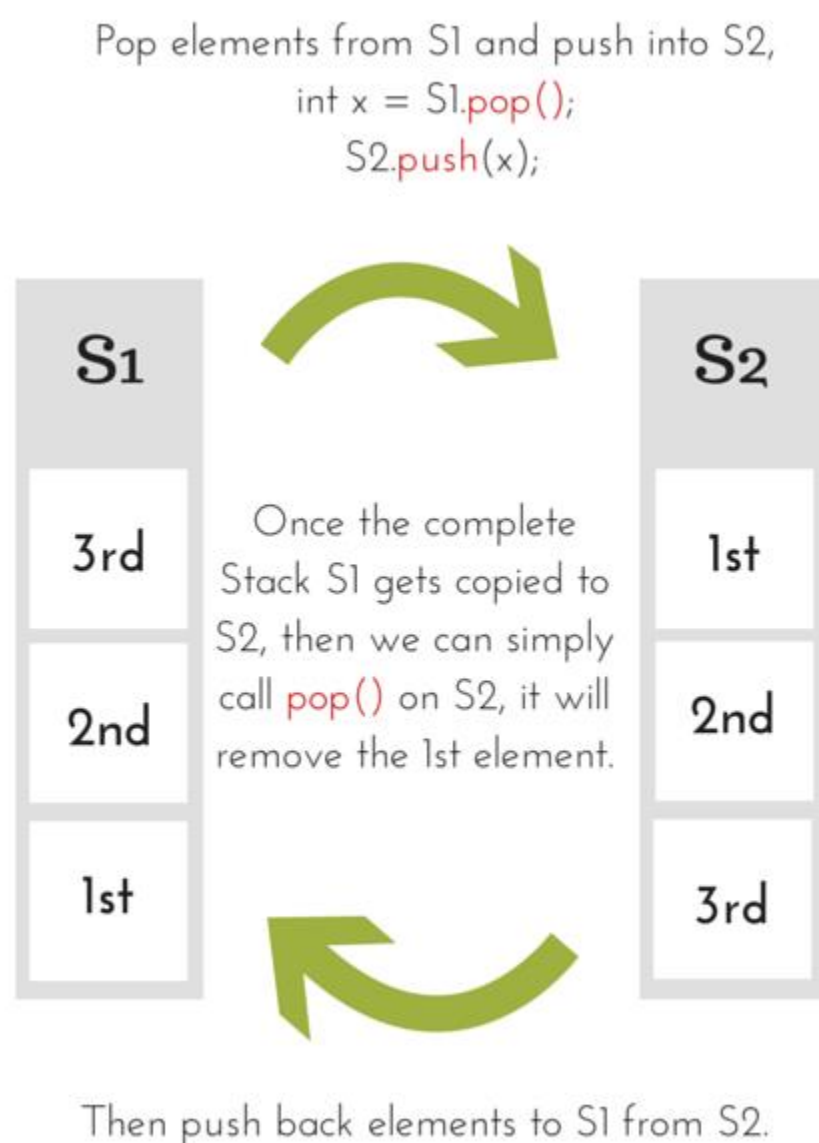 Pop elements from S1 and push into S2,
int x = S1.pop();
S2.push(x);
S1
3rd
2nd
1st
Once the complete
Stack S1 gets copied to
S2, then we can simply
call pop() on S2, it will
remove the 1st element.
S2
1st
2nd
3rd
Then push back elements to S1 from S2.